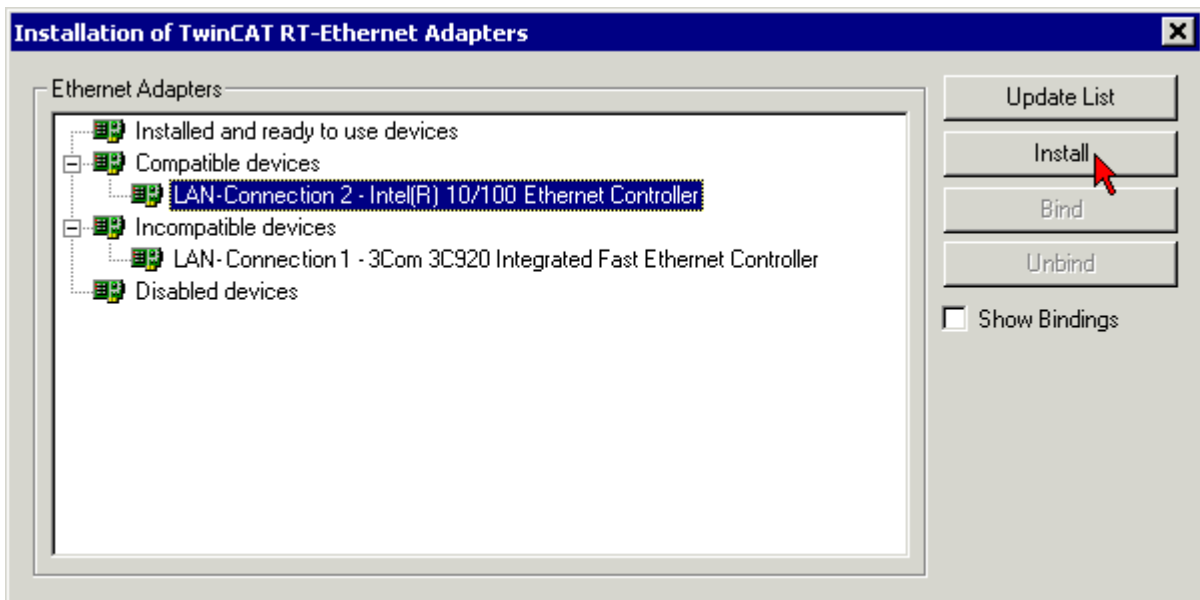 Installation of TwinCAT RT-Ethernet Adapters
Ethernet Adapters
Installed and ready to use devices
Compatible devices
LAN-Connection 2 - Intel(R) 10/100 Ethernet Controller
Incompatible devices
LAN-Connection 1 - 3Com 3C920 Integrated Fast Ethernet Controller
Disabled devices
Update List
Install
Bind
Unbind
Show Bindings